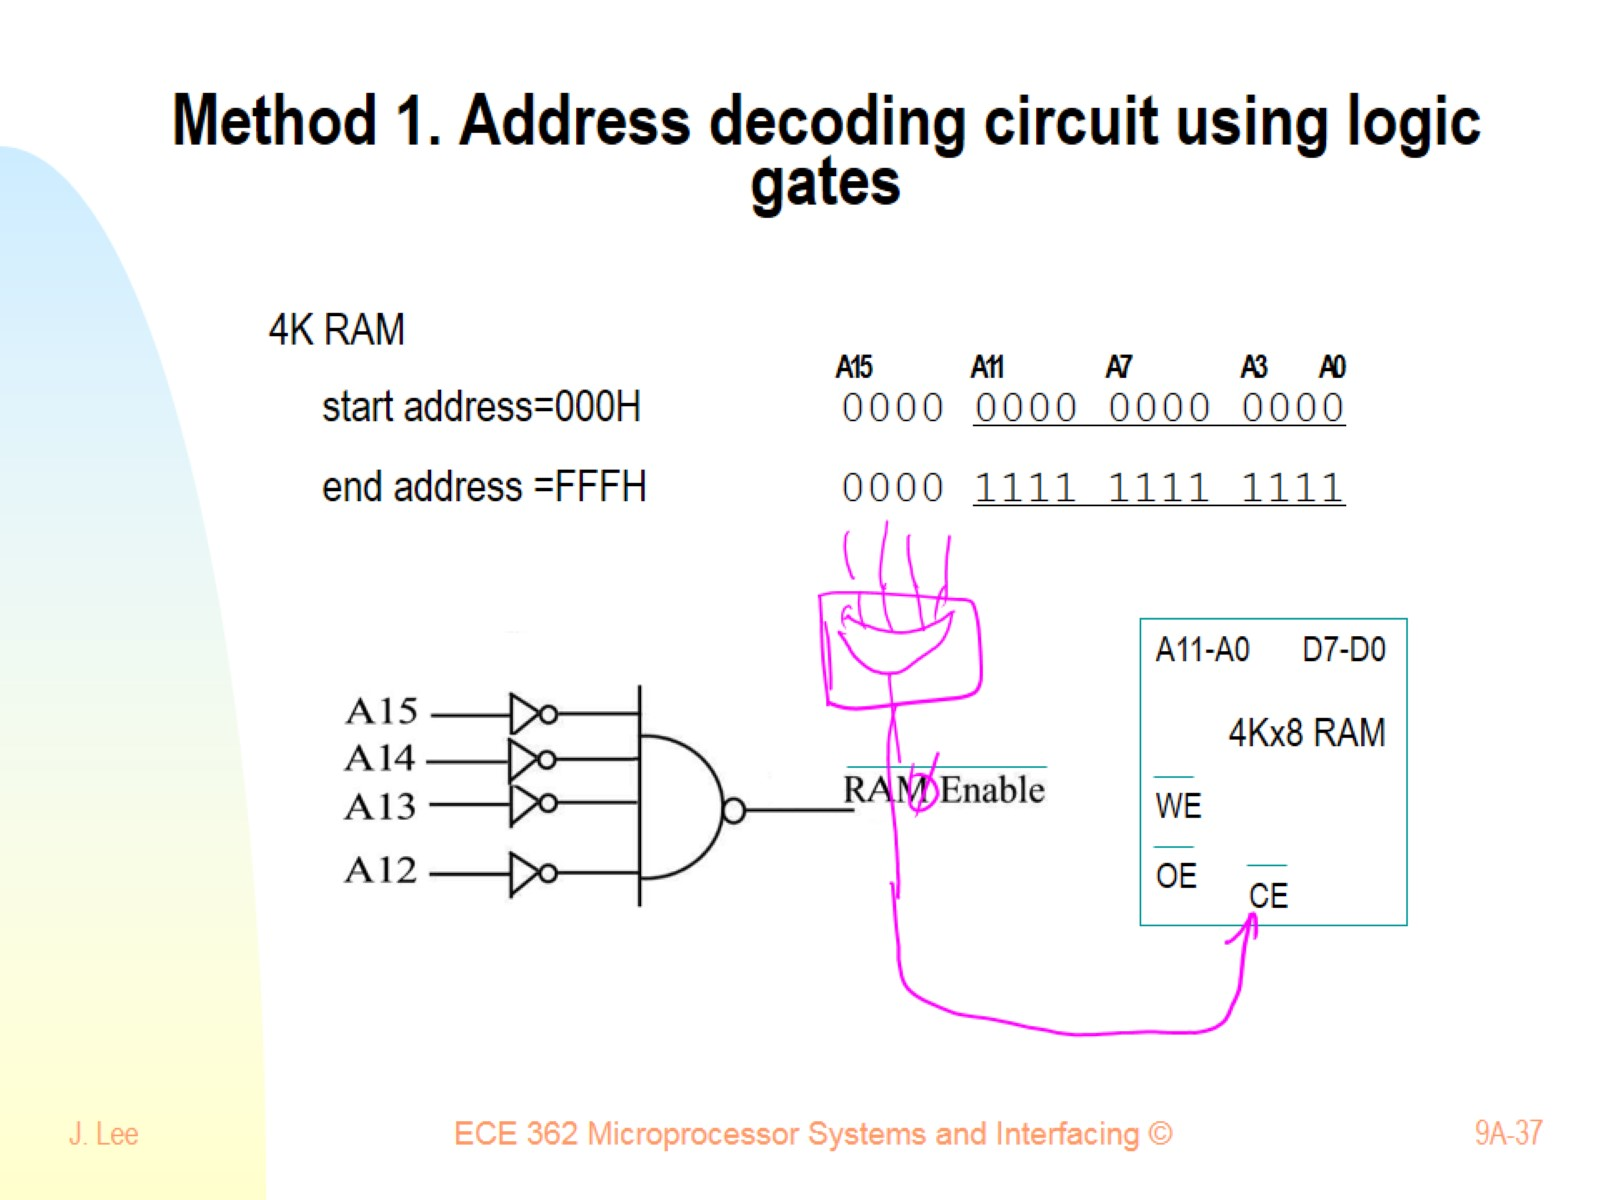 Method 1. Address decoding circuit using logic
gates
4K RAM
A15 A11 A7 A3 A0
start address=000H 0000 0000 0000 0000
end address =FFFH 0000 1111 1111 1111
A15
A14
A13
A12
RAM Enable
A11-A0 D7-D0
4Kx8 RAM
WE
OE
CE
J. Lee ECE 362 Microprocessor Systems and Interfacing © 9A-37